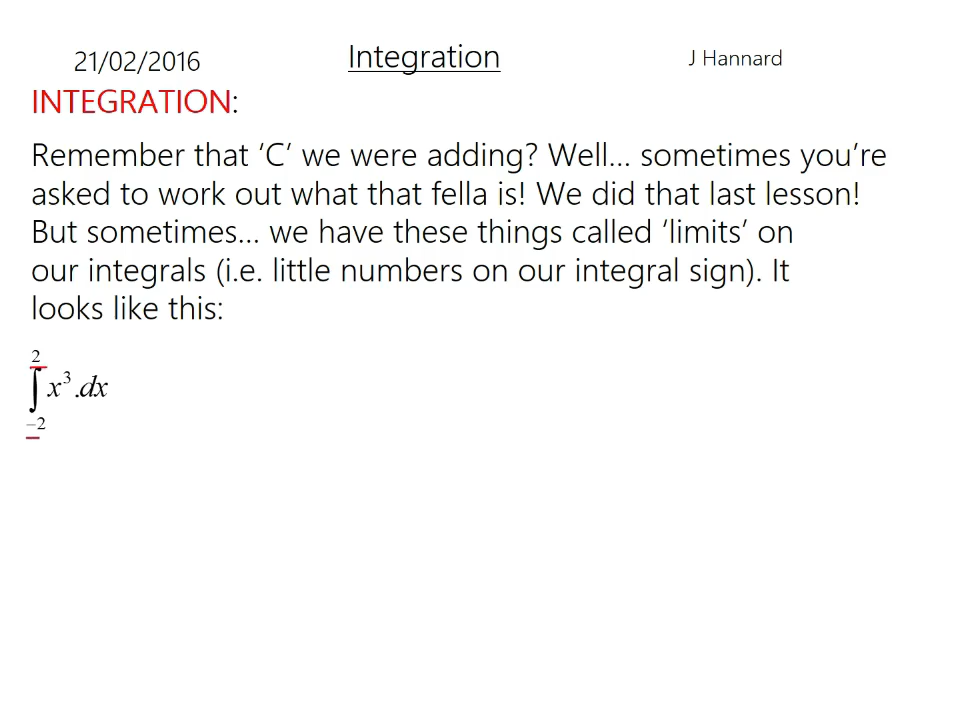 21/02/2016 Integration J Hannard
INTEGRATION:
Remember that ‘C’ we were adding? Well... sometimes you’re
asked to work out what that fella is! We did that last lesson!
But sometimes... we have these things called ‘limits’ on
our integrals (i.e. little numbers on our integral sign). It
looks like this:
2
∫x³.dx
−2